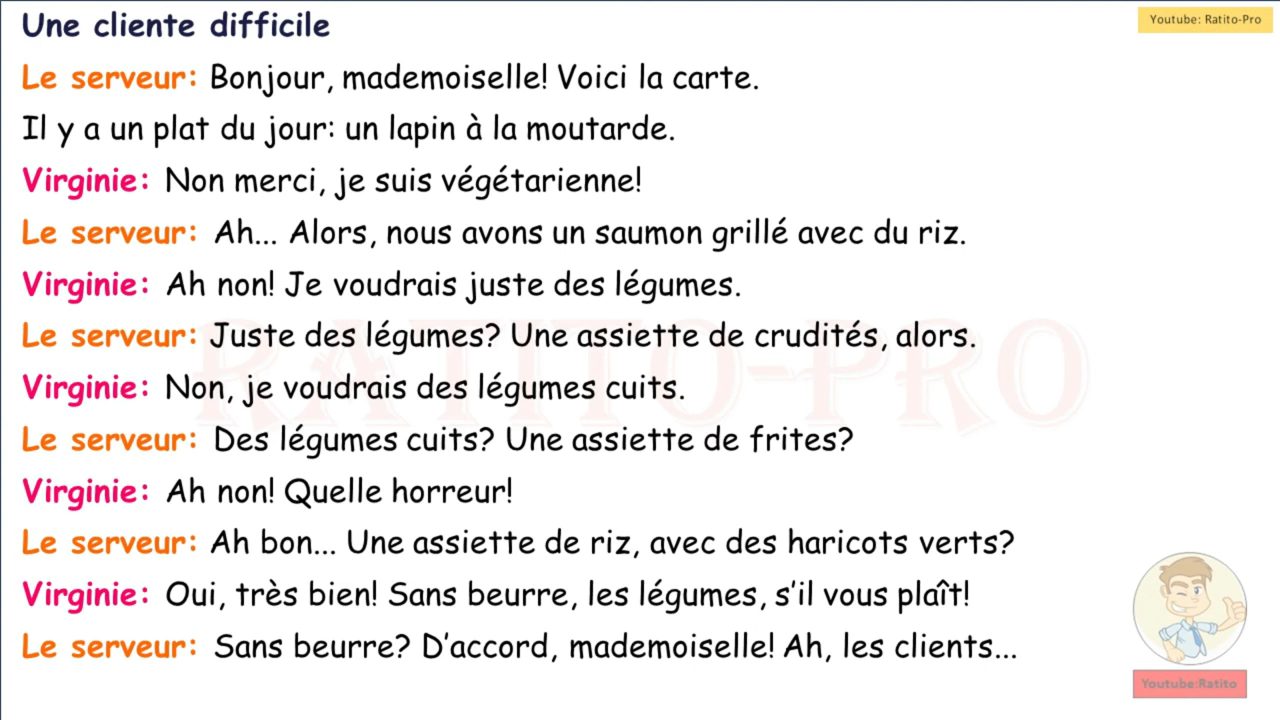 Une cliente difficile
Youtube: Ratito-Pro
Le serveur: Bonjour, mademoiselle! Voici la carte.
Il y a un plat du jour: un lapin à la moutarde.
Virginie: Non merci, je suis végétarienne!
Le serveur: Ah... Alors, nous avons un saumon grillé avec du riz.
Virginie: Ah non! Je voudrais juste des légumes.
Le serveur: Juste des légumes? Une assiette de crudités, alors.
RATITO-PRO
Virginie: Non, je voudrais des légumes cuits.
Le serveur: Des légumes cuits? Une assiette de frites?
Virginie: Ah non! Quelle horreur!
Le serveur: Ah bon... Une assiette de riz, avec des haricots verts?
Virginie: Oui, très bien! Sans beurre, les légumes, s'il vous plaît!
Le serveur: Sans beurre? D'accord, mademoiselle! Ah, les clients...
Youtube:Ratito